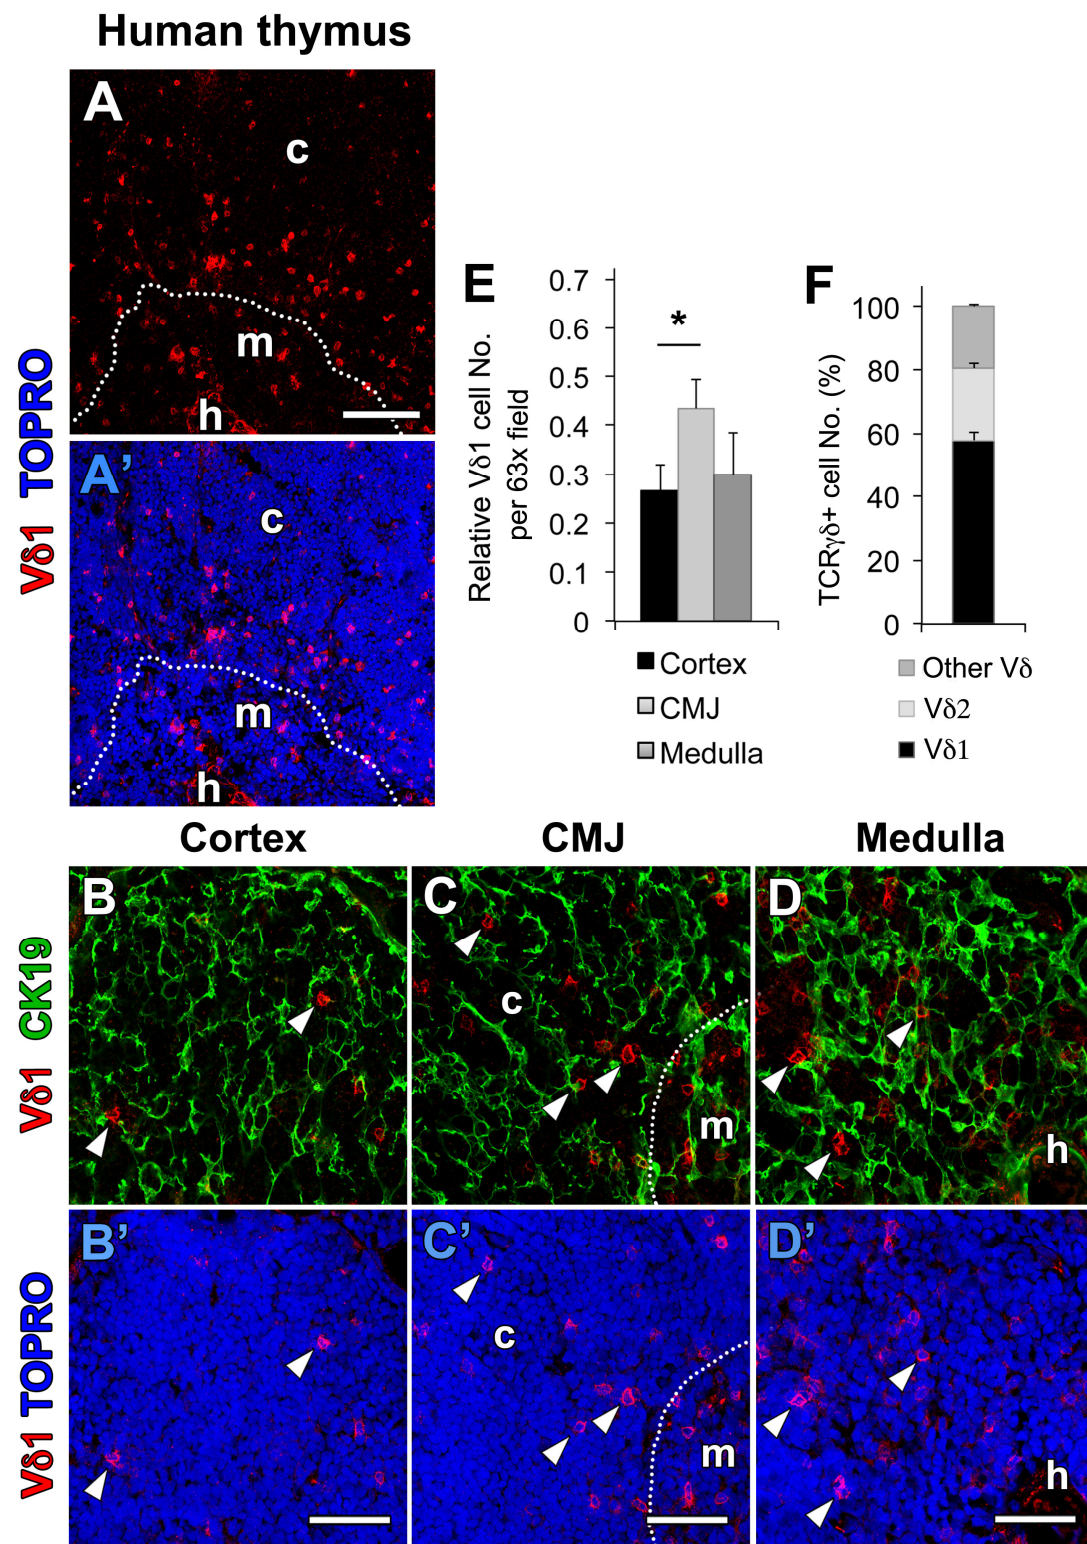 Human thymus
A
c
m
h
Vδ1 TOPRO
A’
c
m
h
E
Relative Vδ1 cell No.
per 63x field
0.7
0.6
0.5
0.4
0.3
0.2
0.1
0
*
Cortex
CMJ
Medulla
F
TCRγδ+ cell No. (%)
100
80
60
40
20
0
Other Vδ
Vδ2
Vδ1
Cortex
CMJ
Medulla
Vδ1 CK19
B
C
c
m
D
h
Vδ1 TOPRO
B’
C’
c
m
D’
h